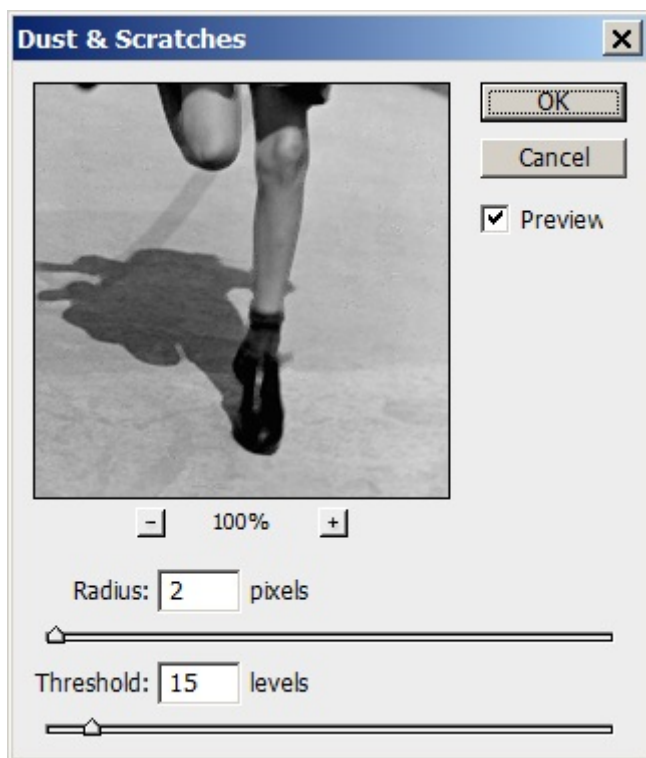 Dust & Scratches
OK
Cancel
Preview
100%
Radius: 2 pixels
Threshold: 15 levels